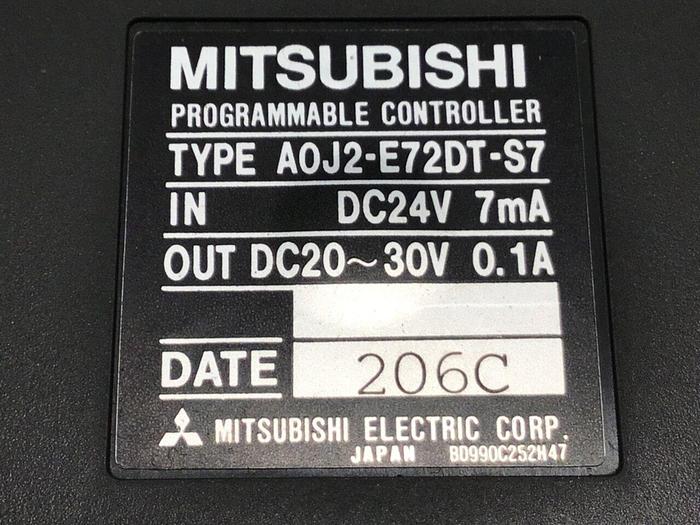 MITSUBISHI
PROGRAMMABLE CONTROLLER
TYPE A0J2-E72DT-S7
IN DC24V 7mA
OUT DC20~30V 0.1A
DATE 206C
MITSUBISHI ELECTRIC CORP.
JAPAN BD990C252H47